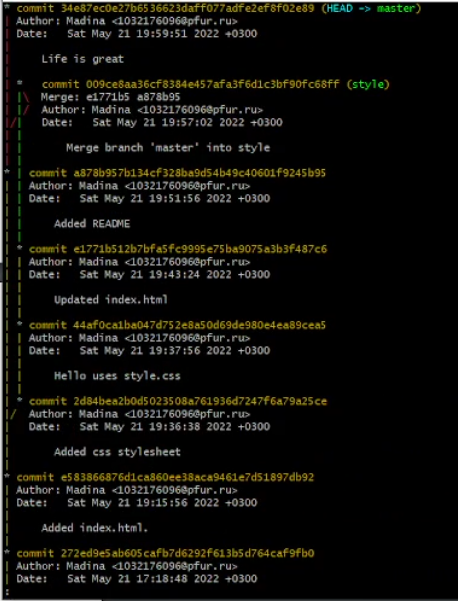 * commit 34e87ec0e27b6536623daff077adfe2ef8f02e89 (HEAD -> master)
| Author: Madina <1032176096@pfur.ru>
| Date:   Sat May 21 19:59:51 2022 +0300
|
|     Life is great
|
| *   commit 009ce8aa36cf8384e457afa3f6d1c3bf90fc68ff (style)
| |\  Merge: e1771b5 a878b95
| |/  Author: Madina <1032176096@pfur.ru>
|/|   Date:   Sat May 21 19:57:02 2022 +0300
| |
| |       Merge branch 'master' into style
| |
* | commit a878b957b134cf328ba9d54b49c40601f9245b95
| | Author: Madina <1032176096@pfur.ru>
| | Date:   Sat May 21 19:51:56 2022 +0300
| |
| |     Added README
| |
| * commit e1771b512b7bfa5fc9995e75ba9075a3b3f487c6
| | Author: Madina <1032176096@pfur.ru>
| | Date:   Sat May 21 19:43:24 2022 +0300
| |
| |     Updated index.html
| |
| * commit 44af0ca1ba047d752e8a50d69de980e4ea89cea5
| | Author: Madina <1032176096@pfur.ru>
| | Date:   Sat May 21 19:37:56 2022 +0300
| |
| |     Hello uses style.css
| |
| * commit 2d84bea2b0d5023508a761936d7247f6a79a25ce
|/  Author: Madina <1032176096@pfur.ru>
|   Date:   Sat May 21 19:36:38 2022 +0300
|
|       Added css stylesheet
|
* commit e583866876d1ca860ee38aca9461e7d51897db92
| Author: Madina <1032176096@pfur.ru>
| Date:   Sat May 21 19:15:56 2022 +0300
|
|     Added index.html.
|
* commit 272ed9e5ab605cafb7d6292f613b5d764caf9fb0
| Author: Madina <1032176096@pfur.ru>
| Date:   Sat May 21 17:18:48 2022 +0300
: